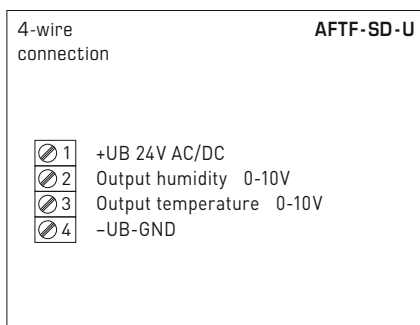 4-wire
connection
AFTF-SD-U
1 +UB 24V AC/DC
2 Output humidity 0-10V
3 Output temperature 0-10V
4 –UB-GND